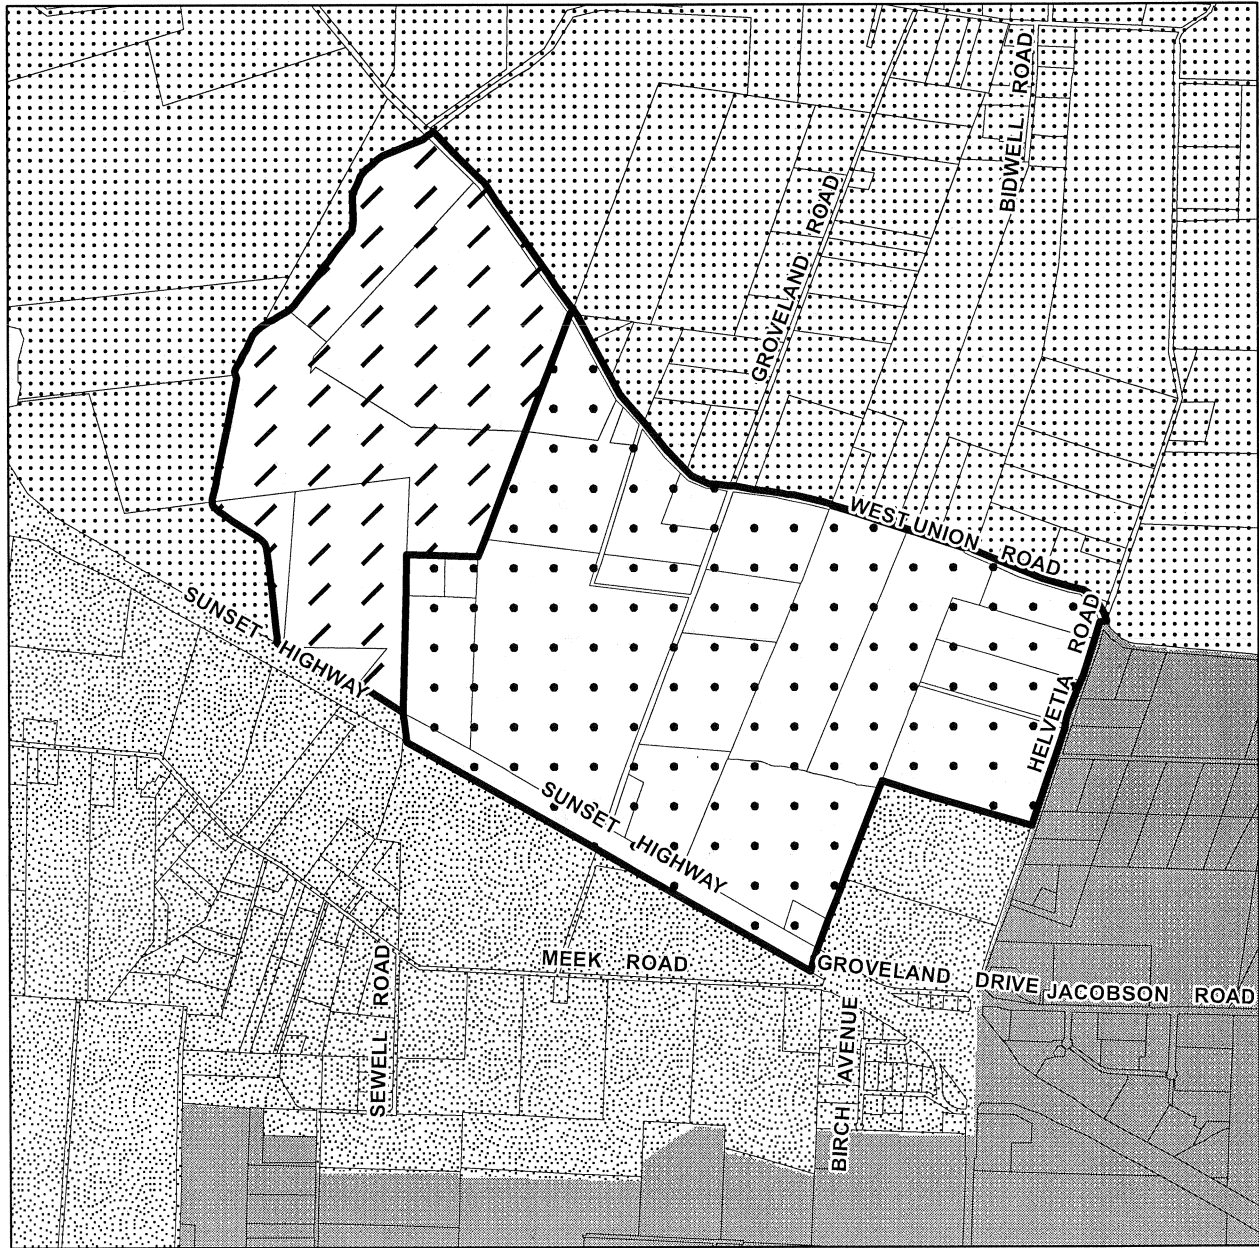 BIDWELL ROAD
GROVELAND ROAD
WEST UNION ROAD
HELVETIA ROAD
SUNSET HIGHWAY
SUNSET HIGHWAY
MEEK ROAD
GROVELAND DRIVE
JACOBSON ROAD
SEWELL ROAD
BIRCH AVENUE